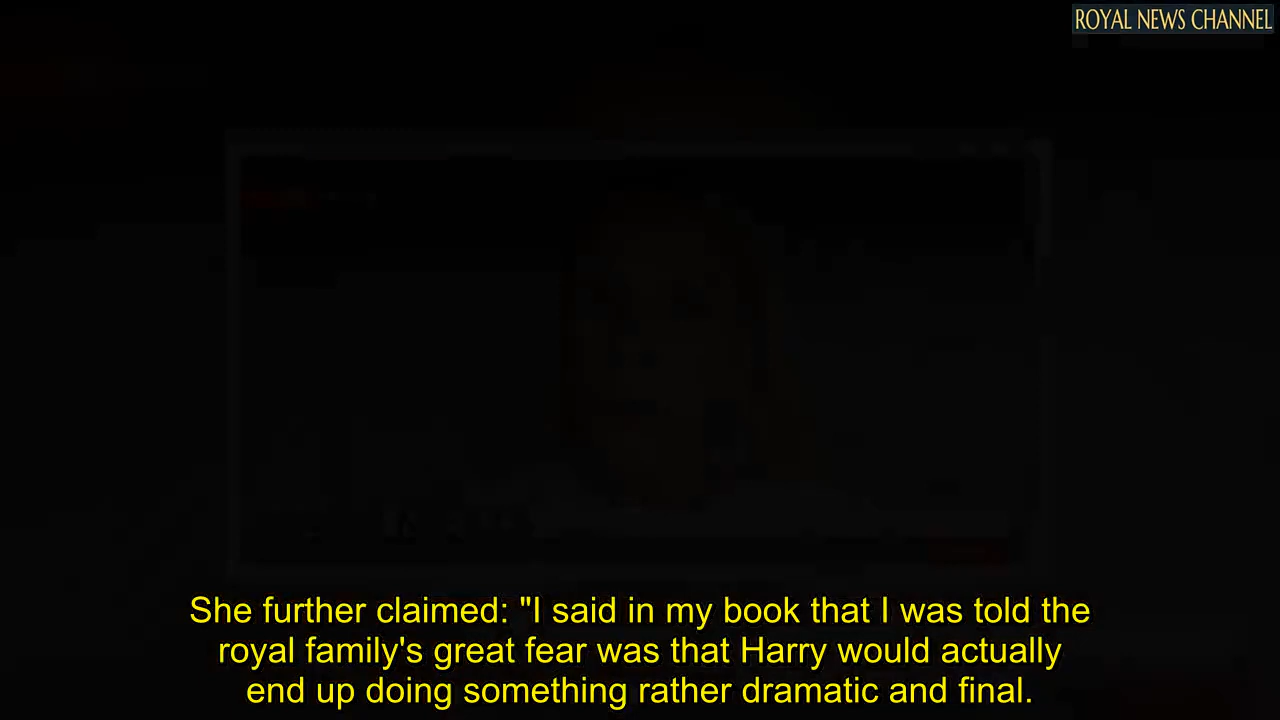 ROYAL NEWS CHANNEL
She further claimed: "I said in my book that I was told the
royal family's great fear was that Harry would actually
end up doing something rather dramatic and final.